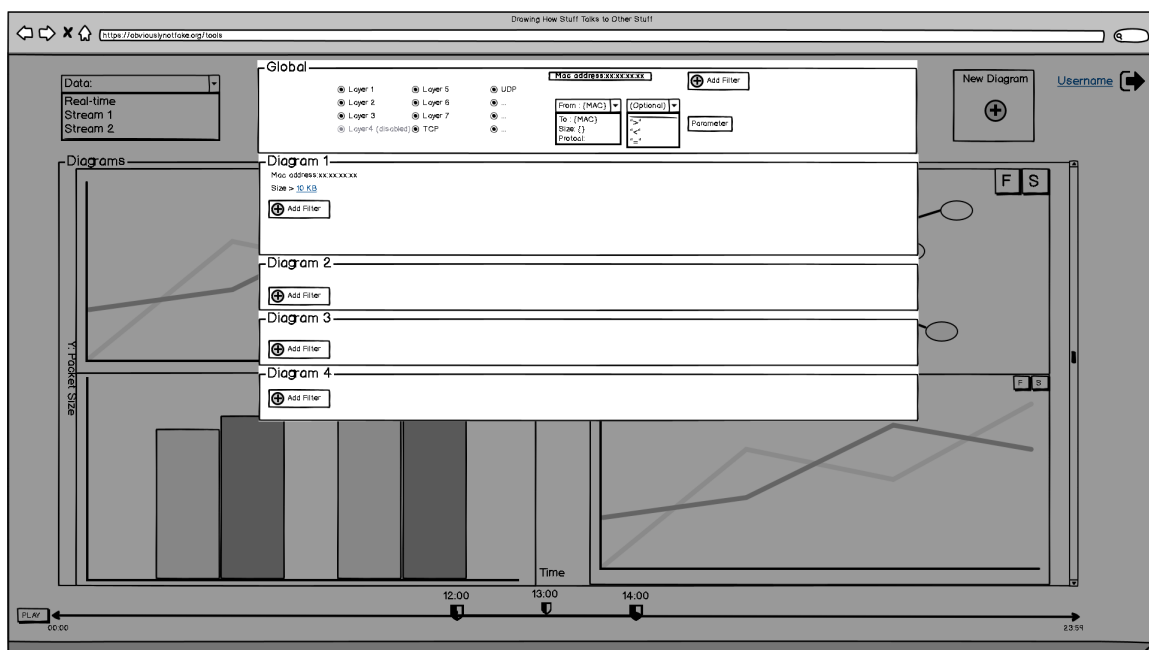 Drawing How Stuff Talks to Other Stuff
https://obviouslynotfake.org/tools
Data:
Real-time
Stream 1
Stream 2
Global
Layer 1
Layer 5
UDP
Layer 2
Layer 6
...
Layer 3
Layer 7
...
Layer4 (disabled)
TCP
...
Mac address:xx:xx:xx:xx
Add Filter
From : {MAC}
(Optional)
To : {MAC}
">"
Size: {}
"<"
Protool:
"="
Parameter
New Diagram
Username
Diagrams
Diagram 1
Mac address:xx:xx:xx:xx
Size > 10 KB
Add Filter
F S
Diagram 2
Add Filter
Diagram 3
Add Filter
Y: Packet Size
Diagram 4
Add Filter
F S
Time
12:00
13:00
14:00
PLAY
00:00
23:59